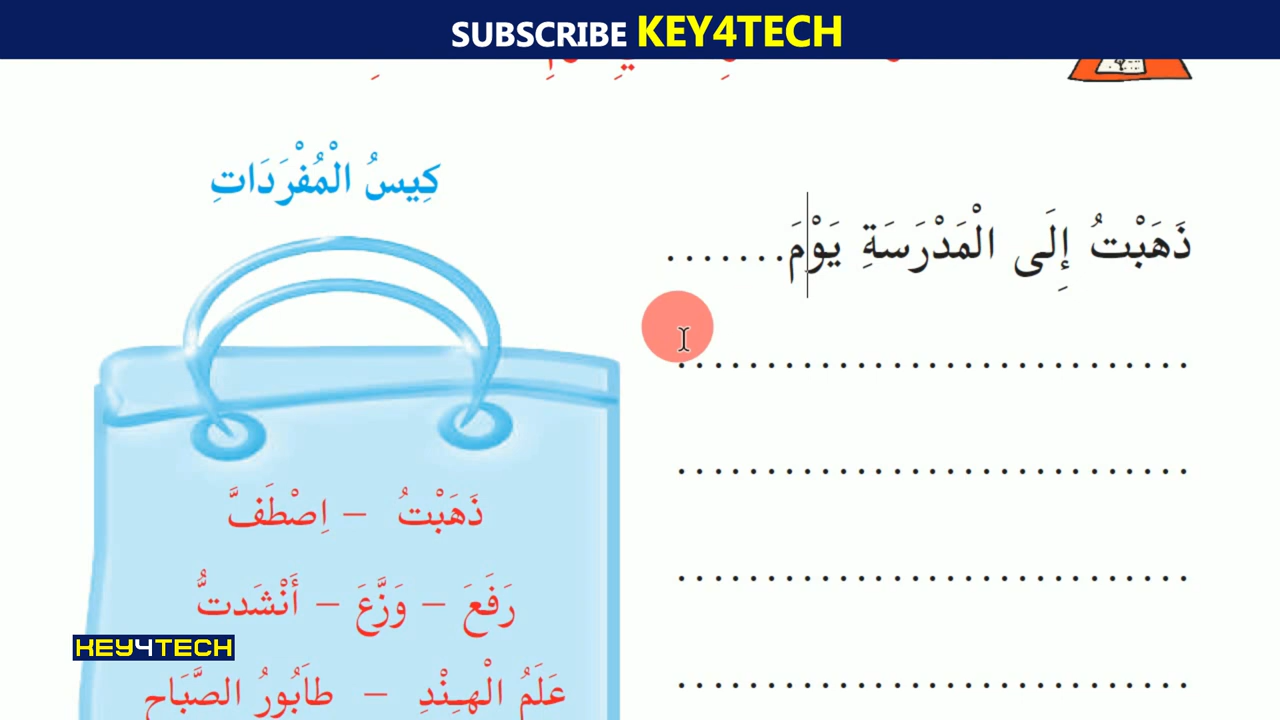 SUBSCRIBE KEY4TECH
كِيسُ الْمُفْرَدَاتِ
ذَهَبْتُ إِلَى الْمَدْرَسَةِ يَوْمَ.......
ذَهَبْتُ – اِصْطَفَّ
رَفَعَ – وَزَّعَ – أَنْشَدتُّ
عَلَمُ الْهِنْدِ – طَابُورُ الصَّبَاحِ
KEY4TECH